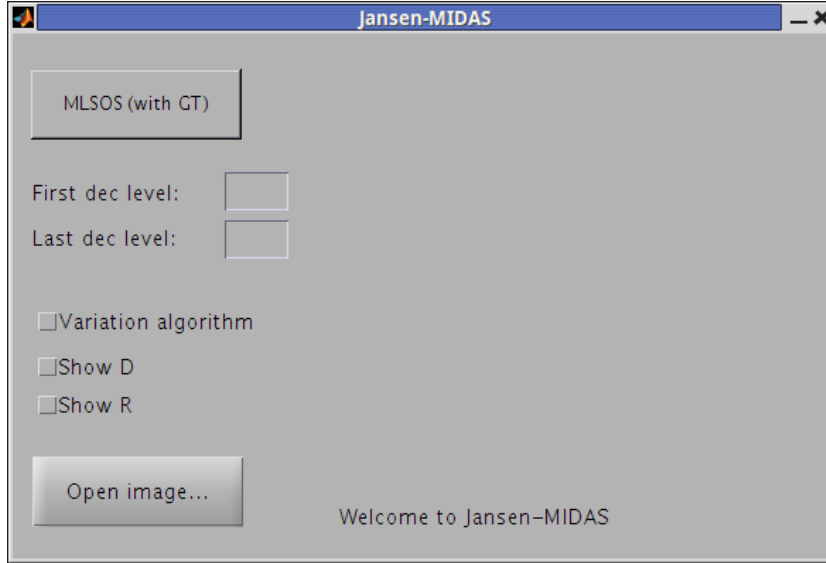 Jansen-MIDAS
MLSOS (with GT)
First dec level:
Last dec level:
Variation algorithm
Show D
Show R
Open image...
Welcome to Jansen–MIDAS